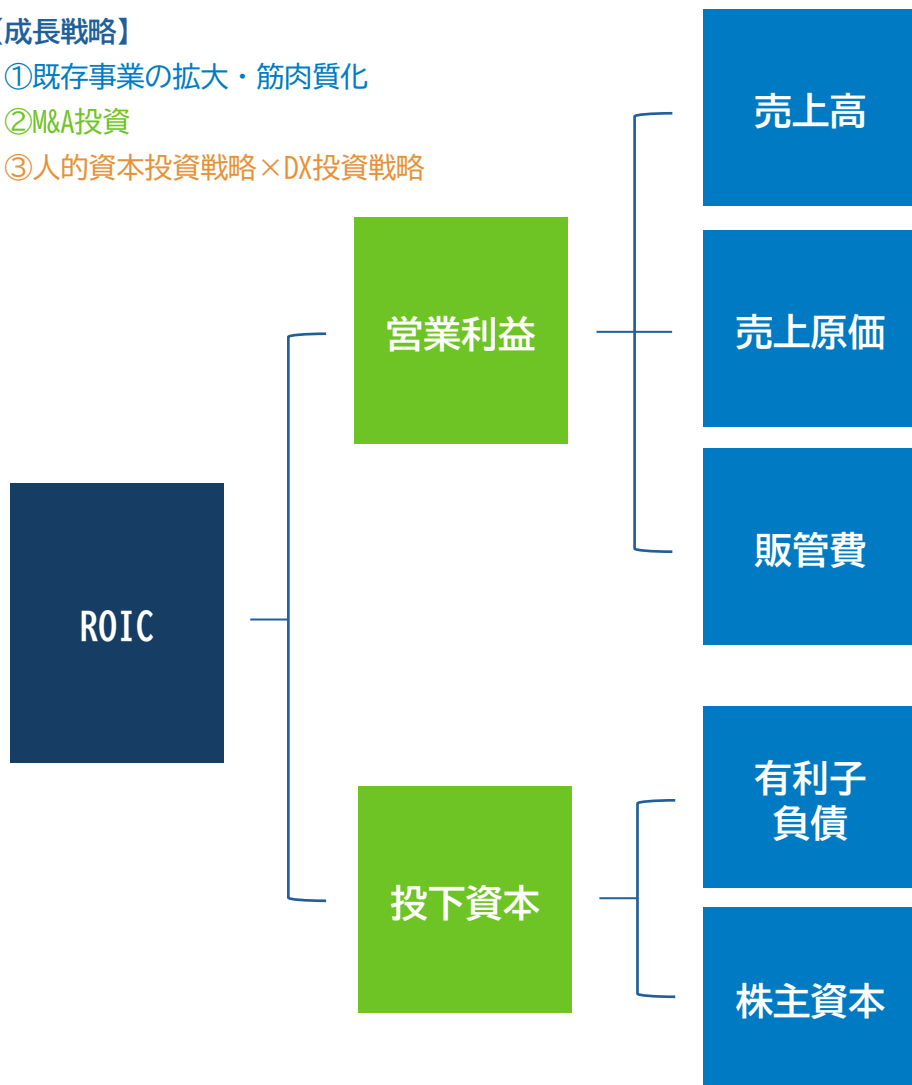 【成長戦略】
①既存事業の拡大・筋肉質化
②M&A投資
③人的資本投資戦略×DX投資戦略
売上高
営業利益
売上原価
販管費
ROIC
有利子
負債
投下資本
株主資本